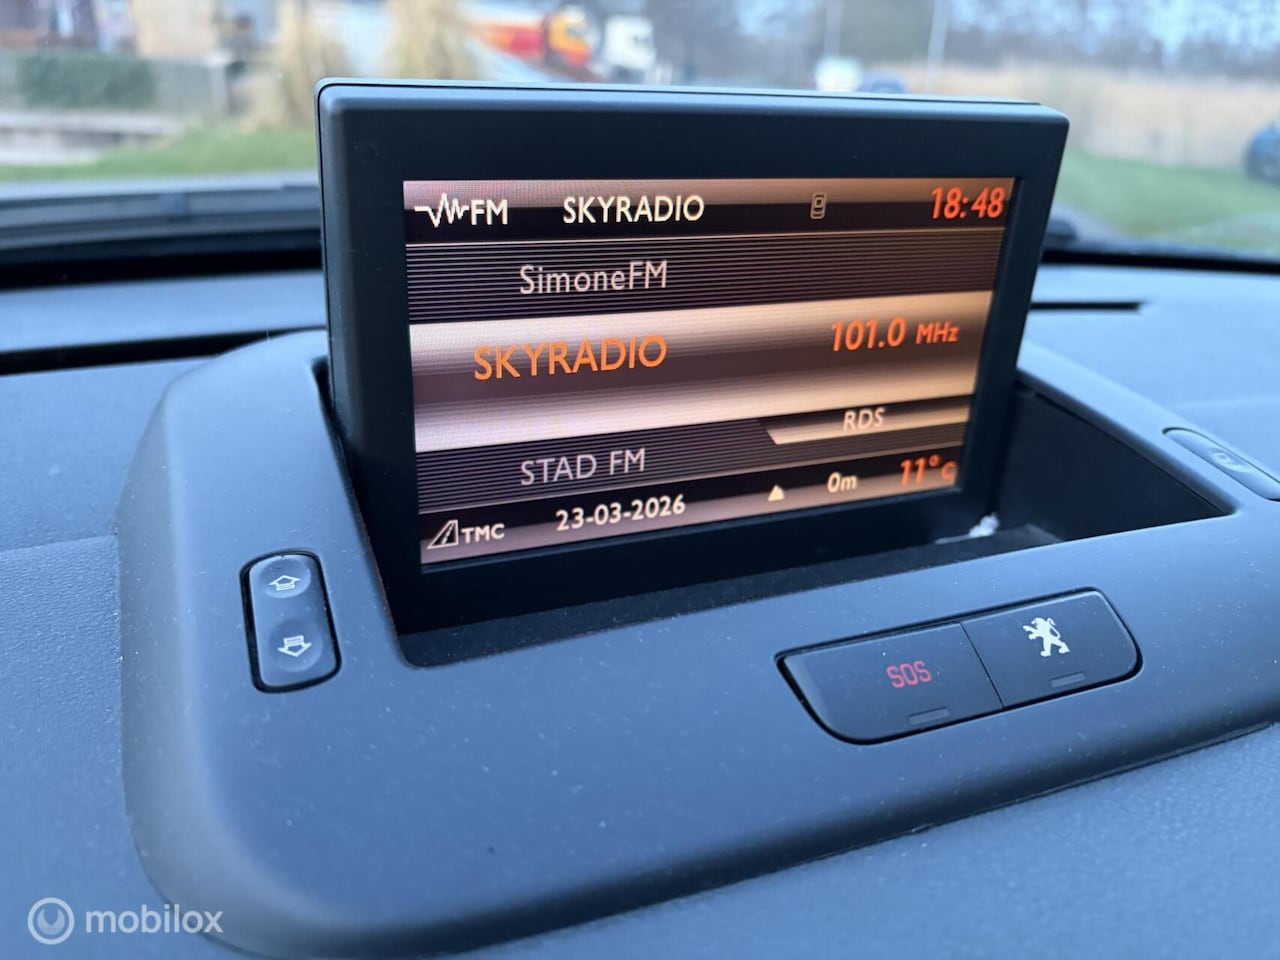 FM SKYRADIO 18:48
SimoneFM
SKYRADIO 101.0 MHz
RDS
STAD FM
TMC 23-03-2026 0m 11°C
SOS
mobilox